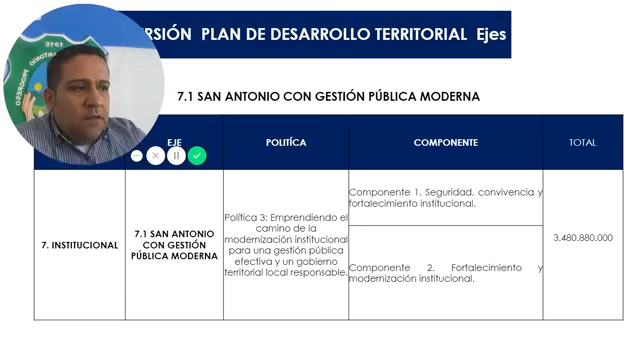 ERSIÓN PLAN DE DESARROLLO TERRITORIAL Ejes
7.1 SAN ANTONIO CON GESTIÓN PÚBLICA MODERNA
EJE
POLITÍCA
COMPONENTE
TOTAL
7. INSTITUCIONAL
7.1 SAN ANTONIO
CON GESTIÓN
PÚBLICA MODERNA
Política 3: Emprendiendo el
camino de la
modernización institucional
para una gestión pública
efectiva y un gobierno
territorial local responsable.
Componente 1. Seguridad, convivencia y
fortalecimiento institucional.
Componente 2. Fortalecimiento y
modernización institucional.
3.480.880.000
PROGRESO